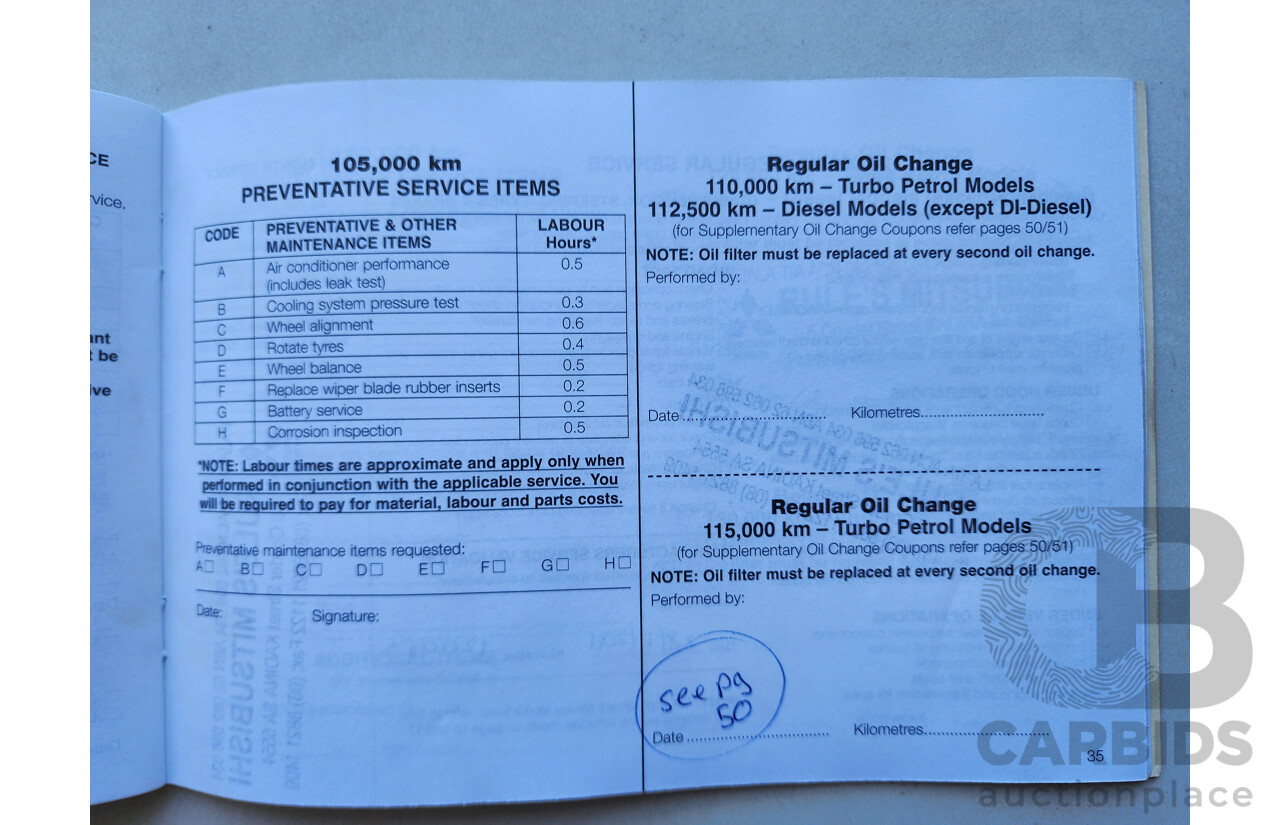 CE
vice.
ant
t be
ve
105,000 km
PREVENTATIVE SERVICE ITEMS
CODE PREVENTATIVE & OTHER MAINTENANCE ITEMS LABOUR Hours*
A Air conditioner performance (includes leak test) 0.5
B Cooling system pressure test 0.3
C Wheel alignment 0.6
D Rotate tyres 0.4
E Wheel balance 0.5
F Replace wiper blade rubber inserts 0.2
G Battery service 0.2
H Corrosion inspection 0.5
*NOTE: Labour times are approximate and apply only when
performed in conjunction with the applicable service. You
will be required to pay for material, labour and parts costs.
Preventative maintenance items requested:
A□ B□ C□ D□ E□ F□ G□ H□
Date: Signature:
Regular Oil Change
110,000 km – Turbo Petrol Models
112,500 km – Diesel Models (except DI-Diesel)
(for Supplementary Oil Change Coupons refer pages 50/51)
NOTE: Oil filter must be replaced at every second oil change.
Performed by:
Date Kilometres
Regular Oil Change
115,000 km – Turbo Petrol Models
(for Supplementary Oil Change Coupons refer pages 50/51)
NOTE: Oil filter must be replaced at every second oil change.
Performed by:
see pg
50
Date Kilometres
35
CARBIDS
auctionplace